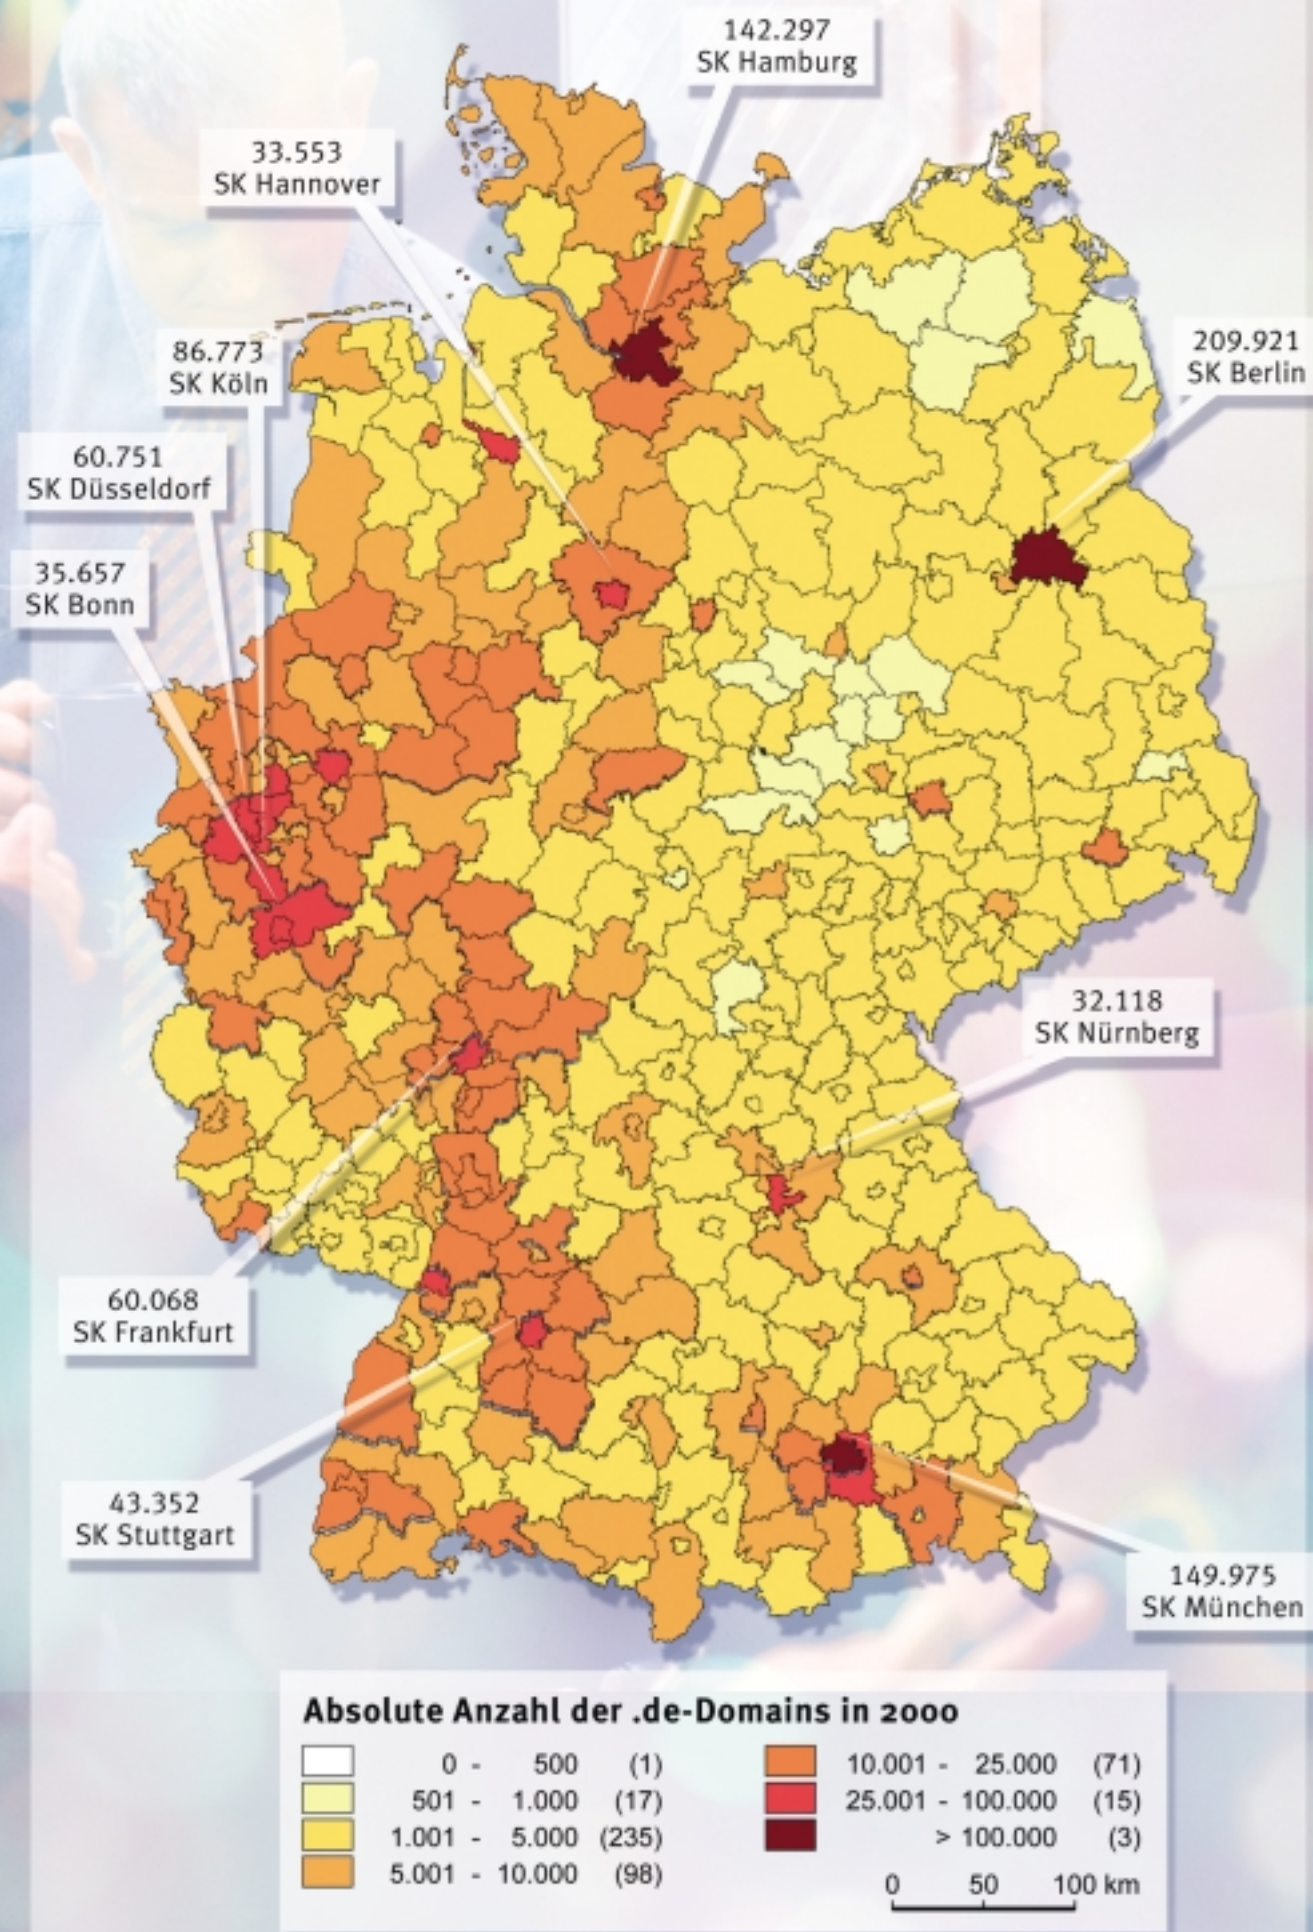 142.297
SK Hamburg
33.553
SK Hannover
86.773
SK Köln
209.921
SK Berlin
60.751
SK Düsseldorf
35.657
SK Bonn
32.118
SK Nürnberg
60.068
SK Frankfurt
43.352
SK Stuttgart
149.975
SK München
Absolute Anzahl der .de-Domains in 2000
0 - 500 (1)
501 - 1.000 (17)
1.001 - 5.000 (235)
5.001 - 10.000 (98)
10.001 - 25.000 (71)
25.001 - 100.000 (15)
> 100.000 (3)
0 50 100 km